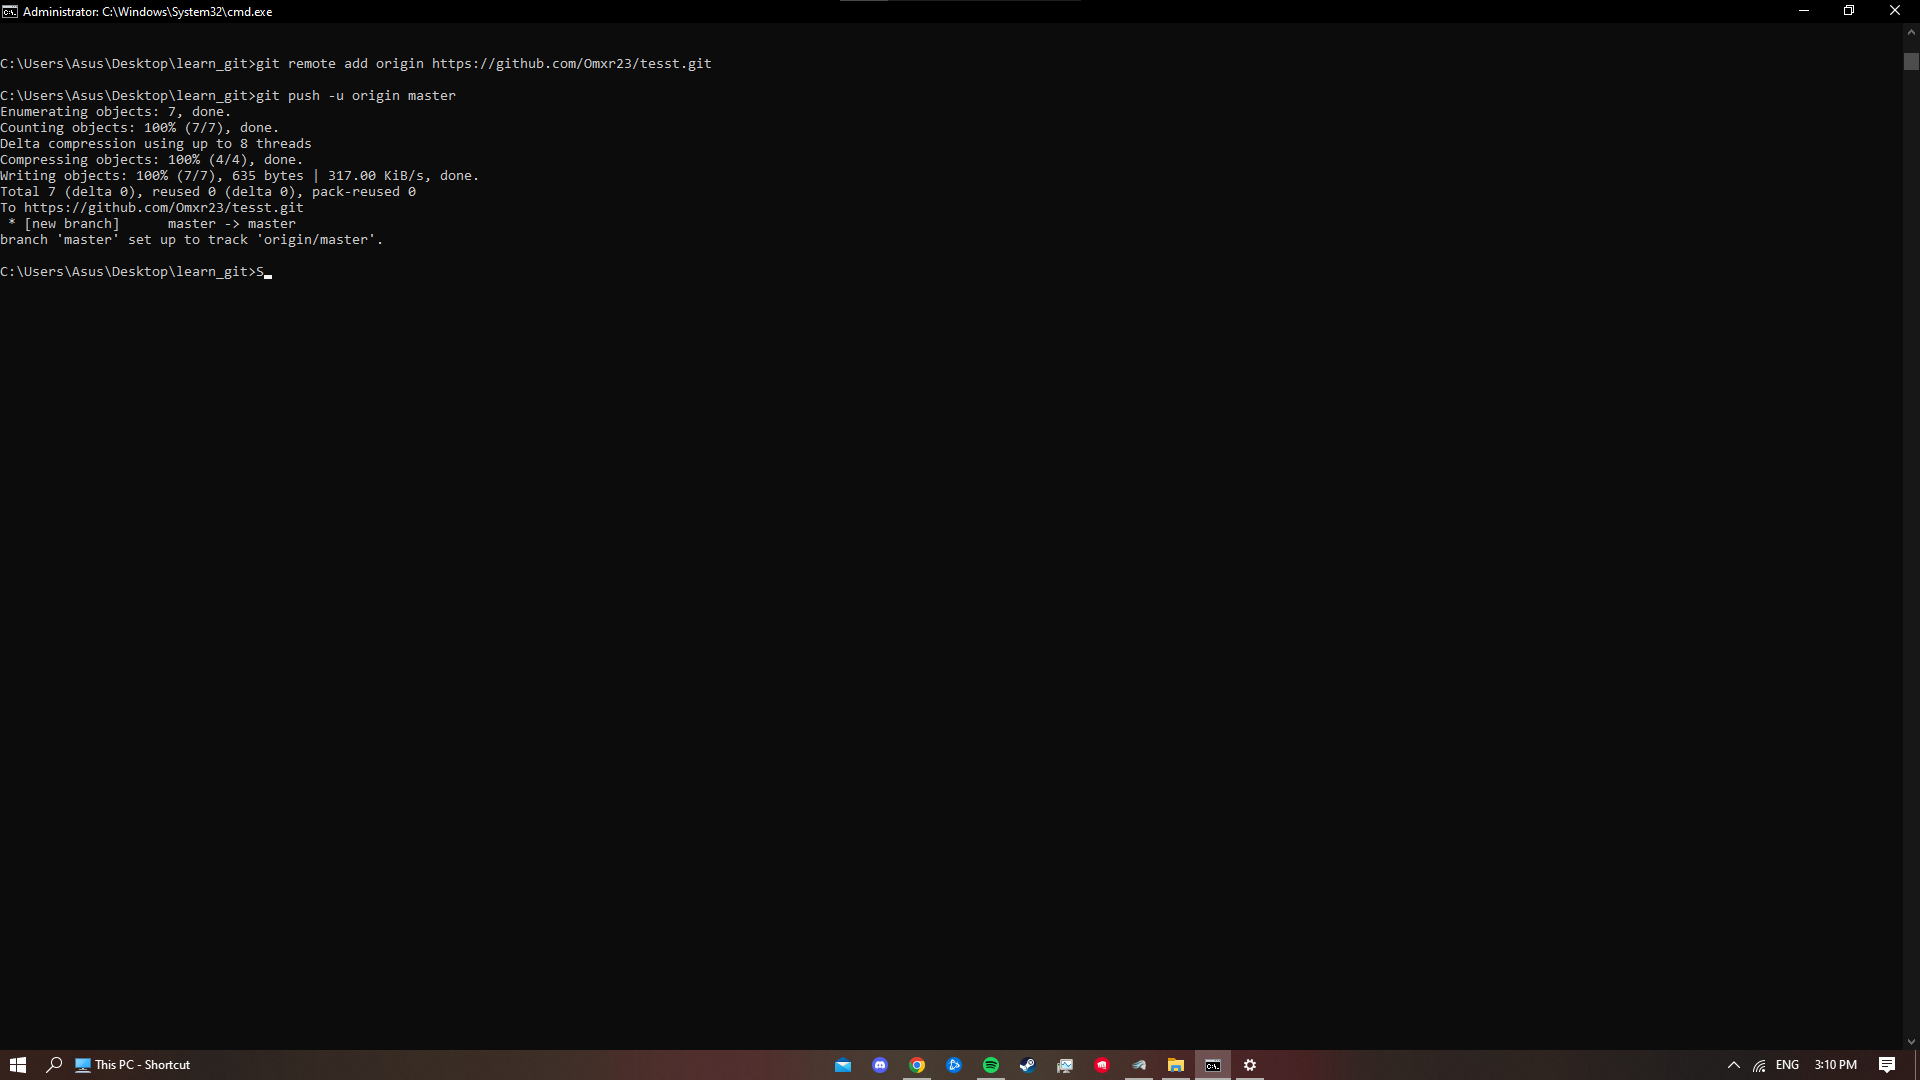 Administrator: C:\Windows\System32\cmd.exe
C:\Users\Asus\Desktop\learn_git>git remote add origin https://github.com/Omxr23/tesst.git
C:\Users\Asus\Desktop\learn_git>git push -u origin master
Enumerating objects: 7, done.
Counting objects: 100% (7/7), done.
Delta compression using up to 8 threads
Compressing objects: 100% (4/4), done.
Writing objects: 100% (7/7), 635 bytes | 317.00 KiB/s, done.
Total 7 (delta 0), reused 0 (delta 0), pack-reused 0
To https://github.com/Omxr23/tesst.git
 * [new branch]      master -> master
branch 'master' set up to track 'origin/master'.
C:\Users\Asus\Desktop\learn_git>S
This PC - Shortcut
ENG
3:10 PM